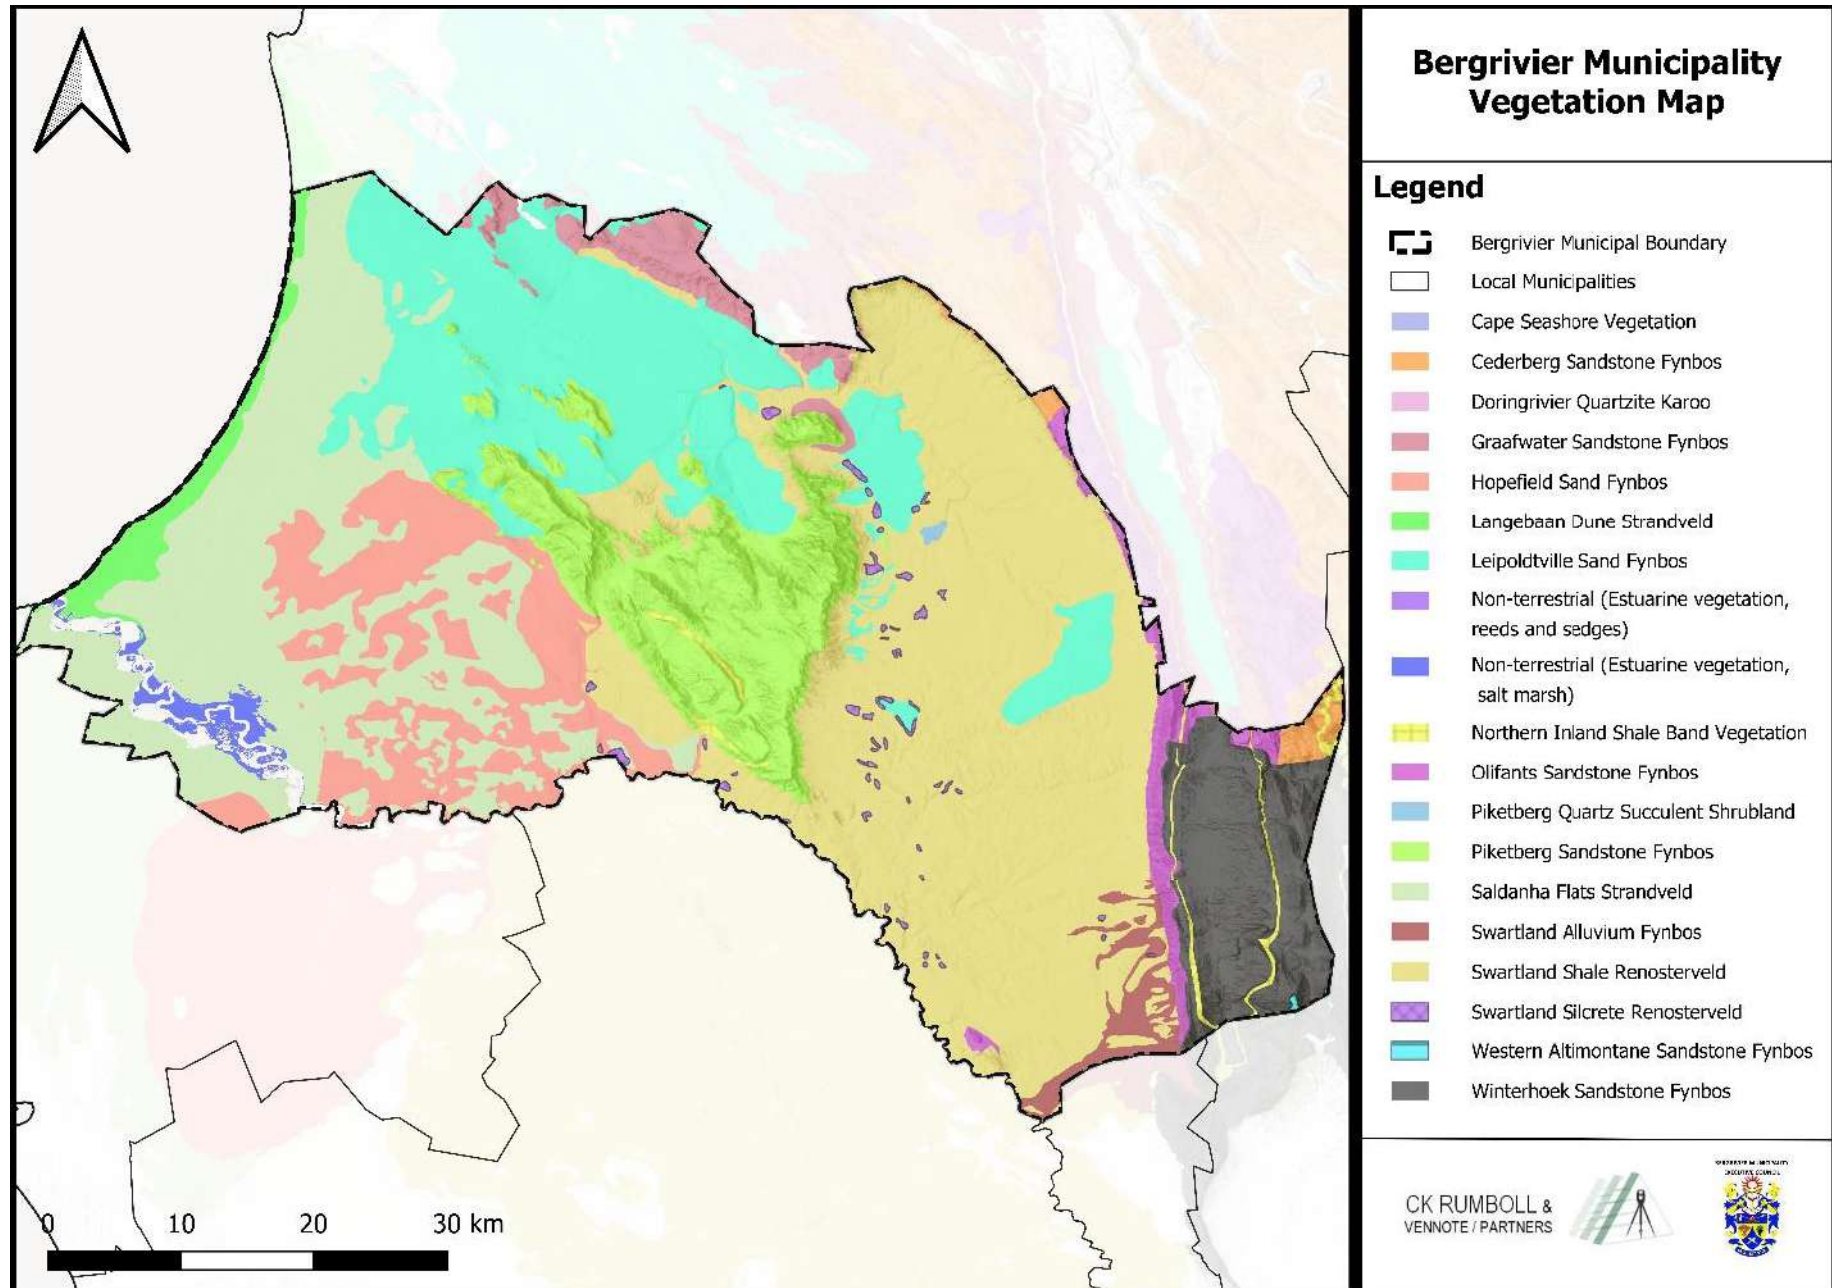 Bergrivier Municipality
Vegetation Map
Legend
Bergrivier Municipal Boundary
Local Municipalities
Cape Seashore Vegetation
Cederberg Sandstone Fynbos
Doringrivier Quartzite Karoo
Graafwater Sandstone Fynbos
Hopefield Sand Fynbos
Langebaan Dune Strandveld
Leipoldtville Sand Fynbos
Non-terrestrial (Estuarine vegetation,
reeds and sedges)
Non-terrestrial (Estuarine vegetation,
salt marsh)
Northern Inland Shale Band Vegetation
Olifants Sandstone Fynbos
Piketberg Quartz Succulent Shrubland
Piketberg Sandstone Fynbos
Saldanha Flats Strandveld
Swartland Alluvium Fynbos
Swartland Shale Renosterveld
Swartland Silcrete Renosterveld
Western Altimontane Sandstone Fynbos
Winterhoek Sandstone Fynbos
0 10 20 30 km
CK RUMBOLL &
VENNOTE / PARTNERS
BERGRIVIER MUNICIPALITY
EXECUTIVE COUNCIL